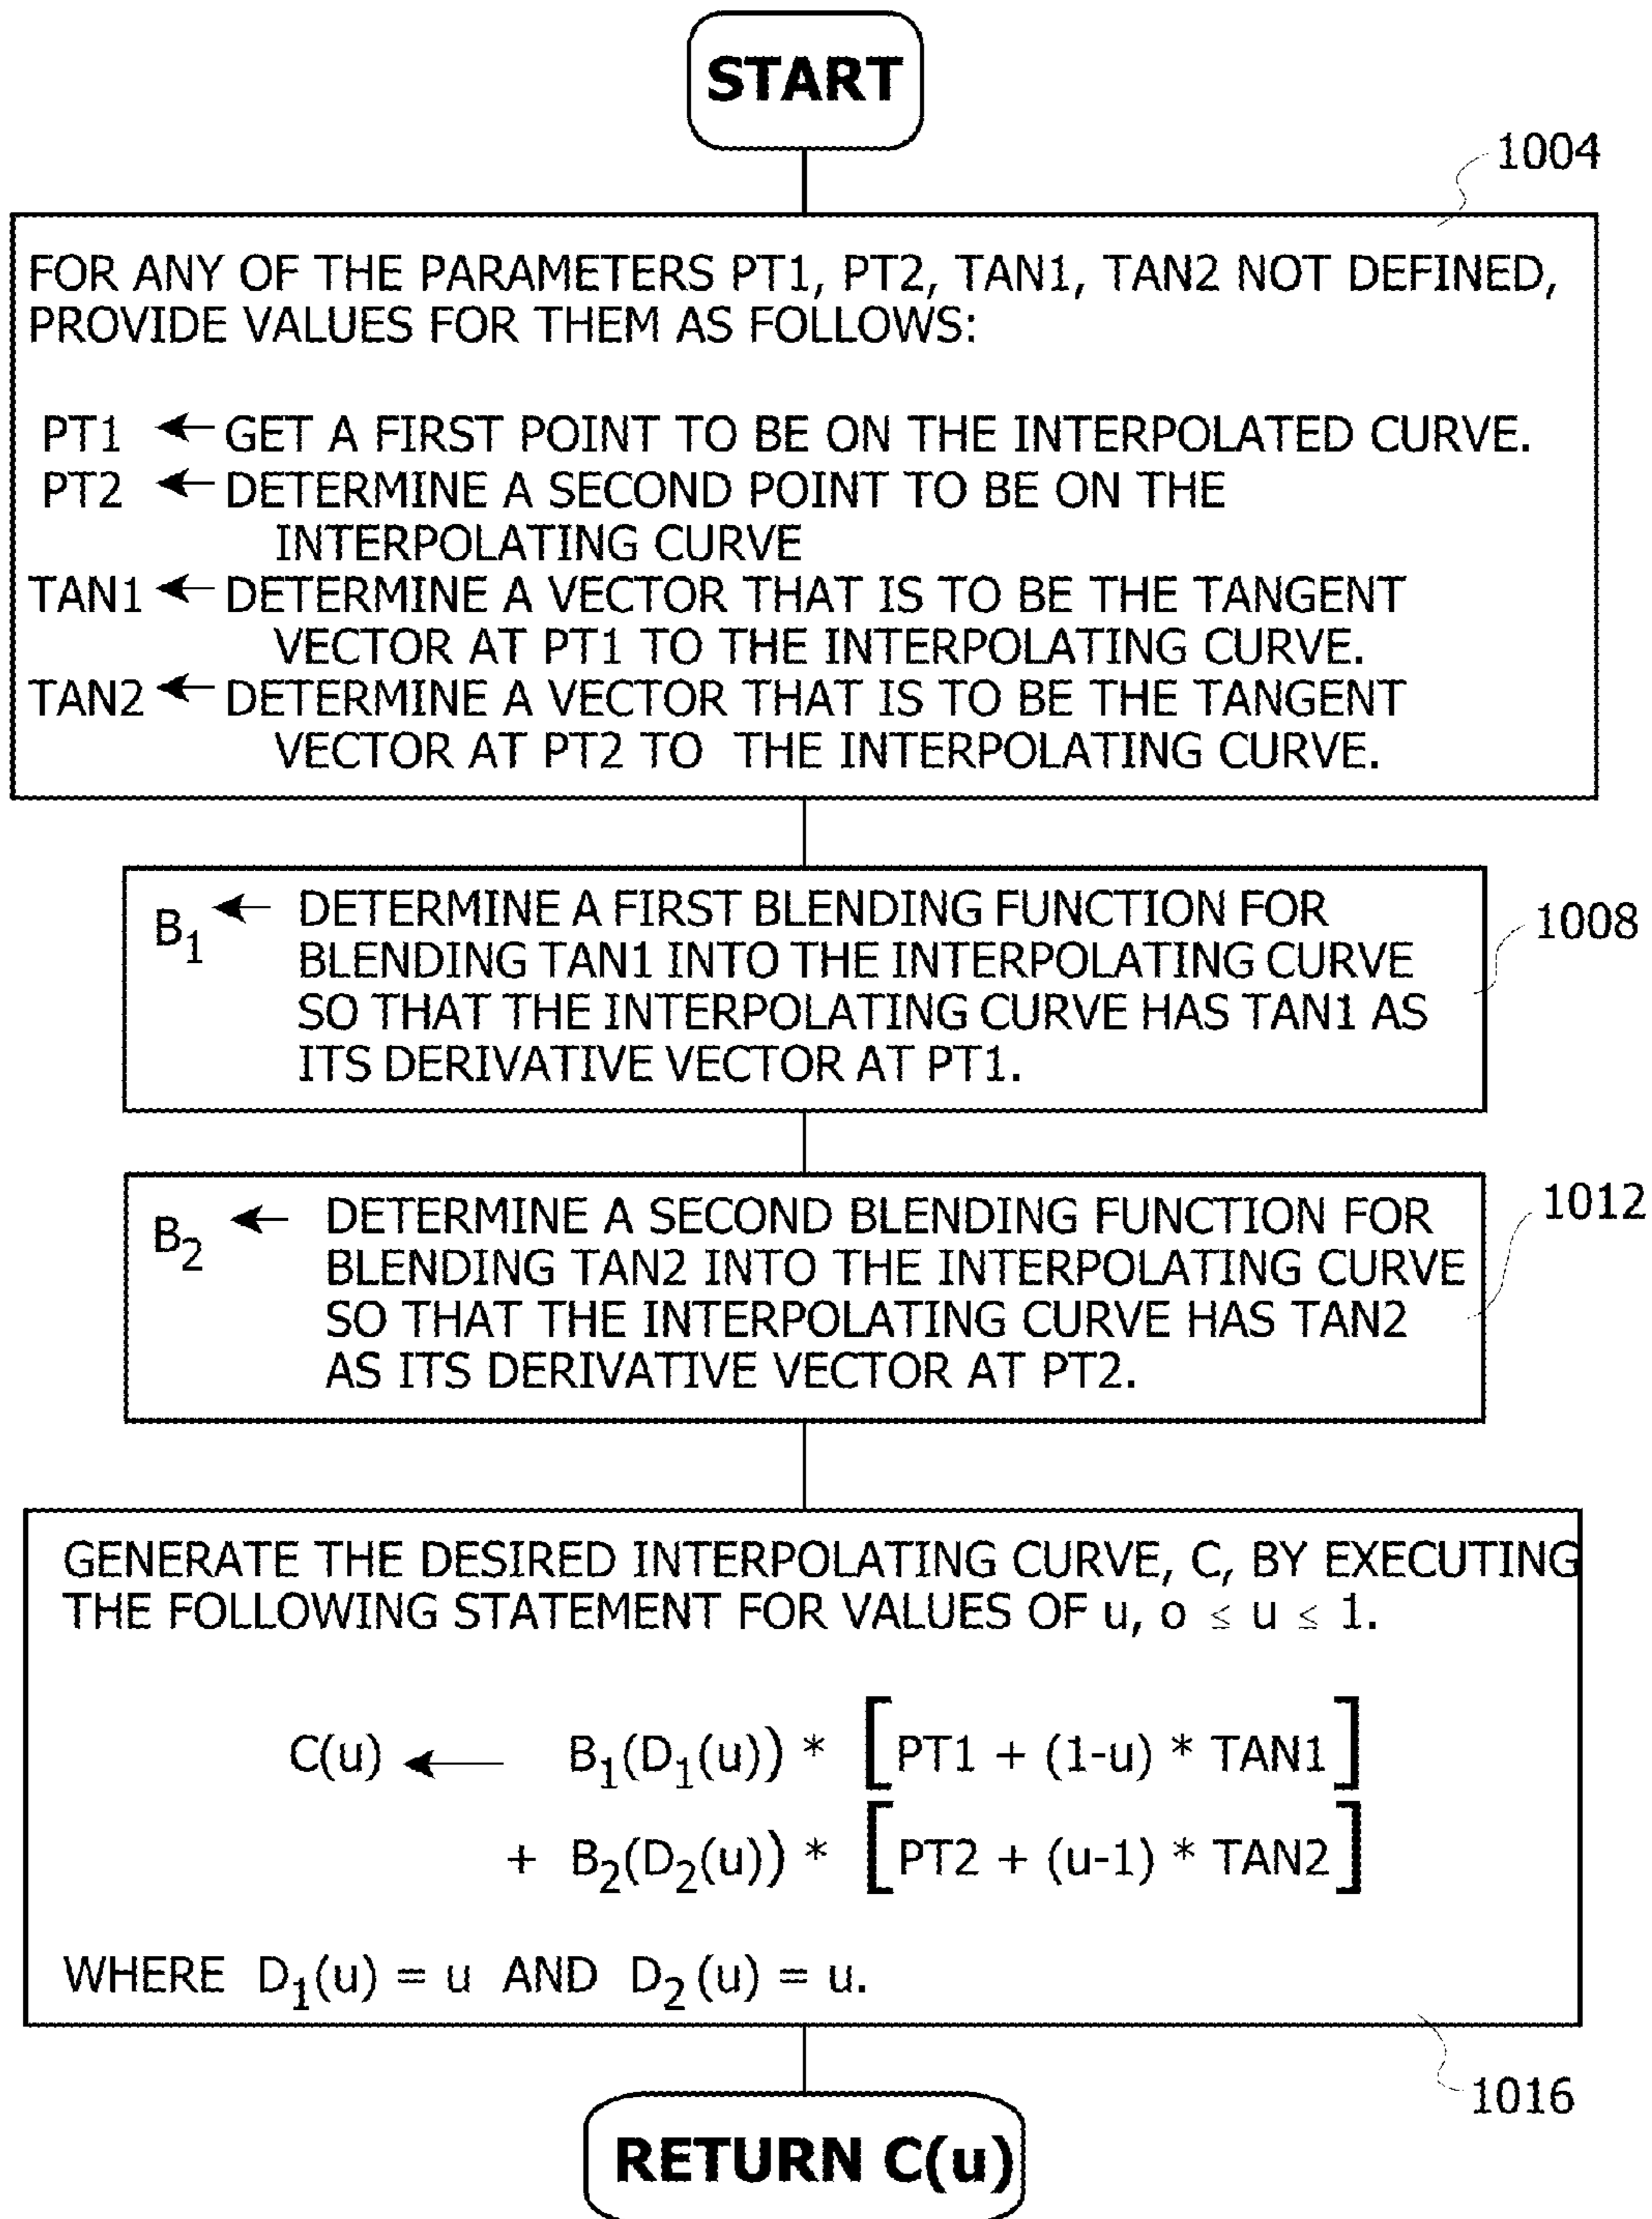 START
1004
FOR ANY OF THE PARAMETERS PT1, PT2, TAN1, TAN2 NOT DEFINED,
PROVIDE VALUES FOR THEM AS FOLLOWS:
PT1 ← GET A FIRST POINT TO BE ON THE INTERPOLATED CURVE.
PT2 ← DETERMINE A SECOND POINT TO BE ON THE
INTERPOLATING CURVE
TAN1 ← DETERMINE A VECTOR THAT IS TO BE THE TANGENT
VECTOR AT PT1 TO THE INTERPOLATING CURVE.
TAN2 ← DETERMINE A VECTOR THAT IS TO BE THE TANGENT
VECTOR AT PT2 TO THE INTERPOLATING CURVE.
1008
B₁ ← DETERMINE A FIRST BLENDING FUNCTION FOR
BLENDING TAN1 INTO THE INTERPOLATING CURVE
SO THAT THE INTERPOLATING CURVE HAS TAN1 AS
ITS DERIVATIVE VECTOR AT PT1.
1012
B₂ ← DETERMINE A SECOND BLENDING FUNCTION FOR
BLENDING TAN2 INTO THE INTERPOLATING CURVE
SO THAT THE INTERPOLATING CURVE HAS TAN2
AS ITS DERIVATIVE VECTOR AT PT2.
GENERATE THE DESIRED INTERPOLATING CURVE, C, BY EXECUTING
THE FOLLOWING STATEMENT FOR VALUES OF u, o ≤ u ≤ 1.
C(u) ← B₁(D₁(u)) * [PT1 + (1-u) * TAN1]
+ B₂(D₂(u)) * [PT2 + (u-1) * TAN2]
WHERE D₁(u) = u AND D₂(u) = u.
1016
RETURN C(u)